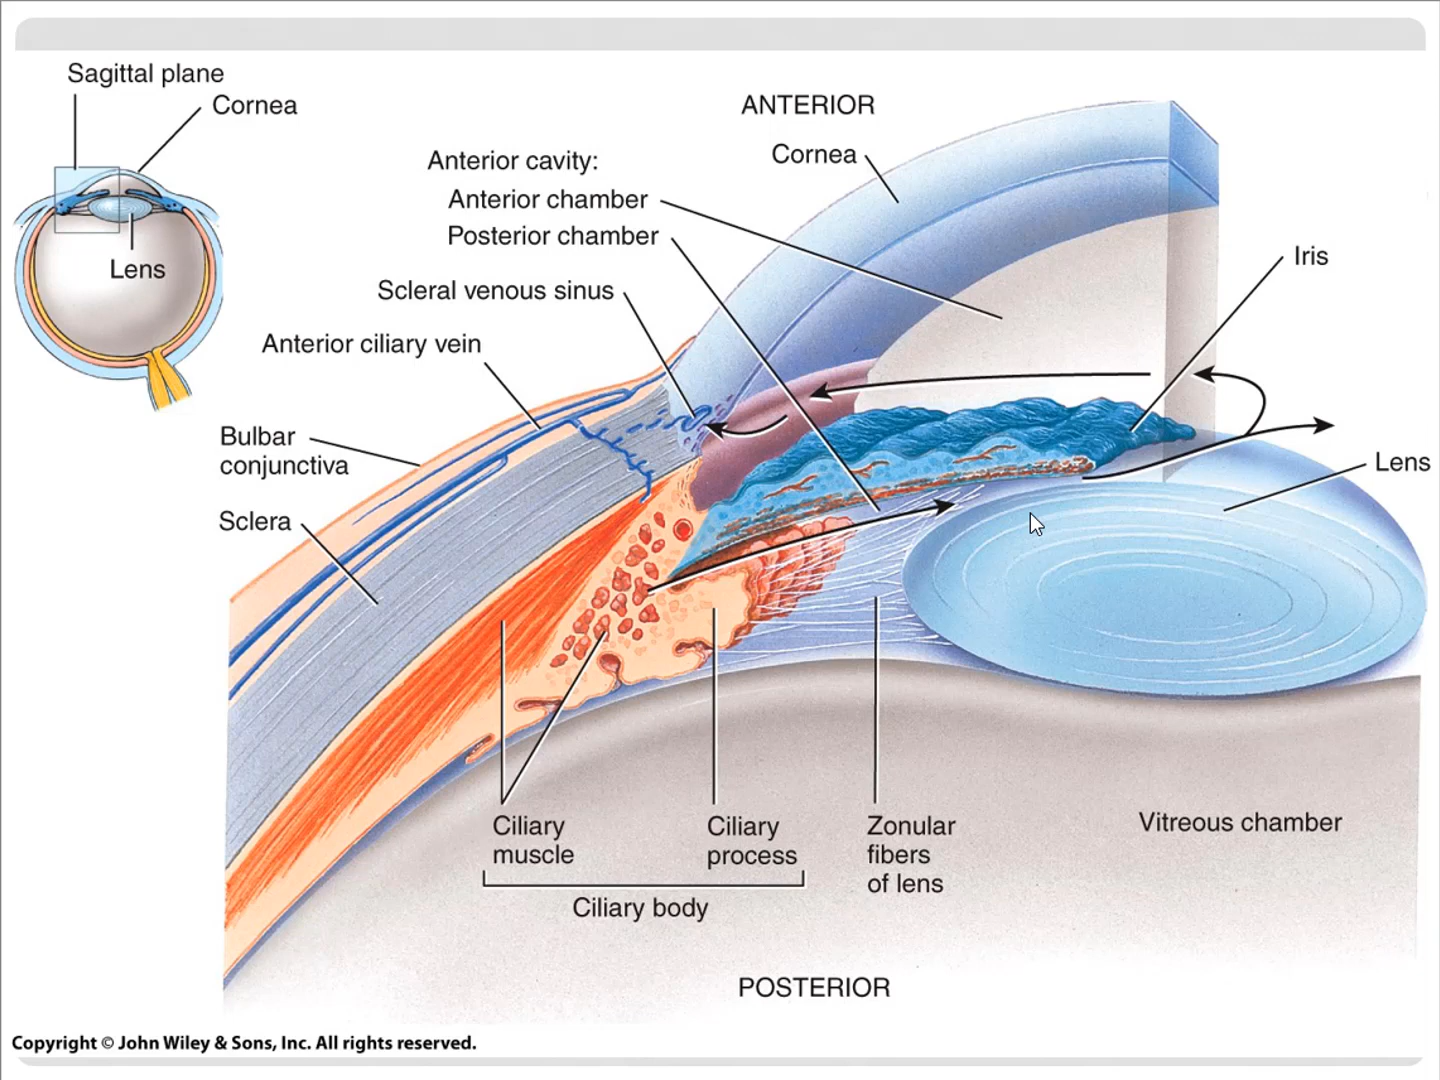 Sagittal plane
Cornea
Lens
ANTERIOR
Cornea
Anterior cavity:
Anterior chamber
Posterior chamber
Iris
Scleral venous sinus
Anterior ciliary vein
Bulbar
conjunctiva
Lens
Sclera
Ciliary
muscle
Ciliary
process
Zonular
fibers
of lens
Vitreous chamber
Ciliary body
POSTERIOR
Copyright © John Wiley & Sons, Inc. All rights reserved.